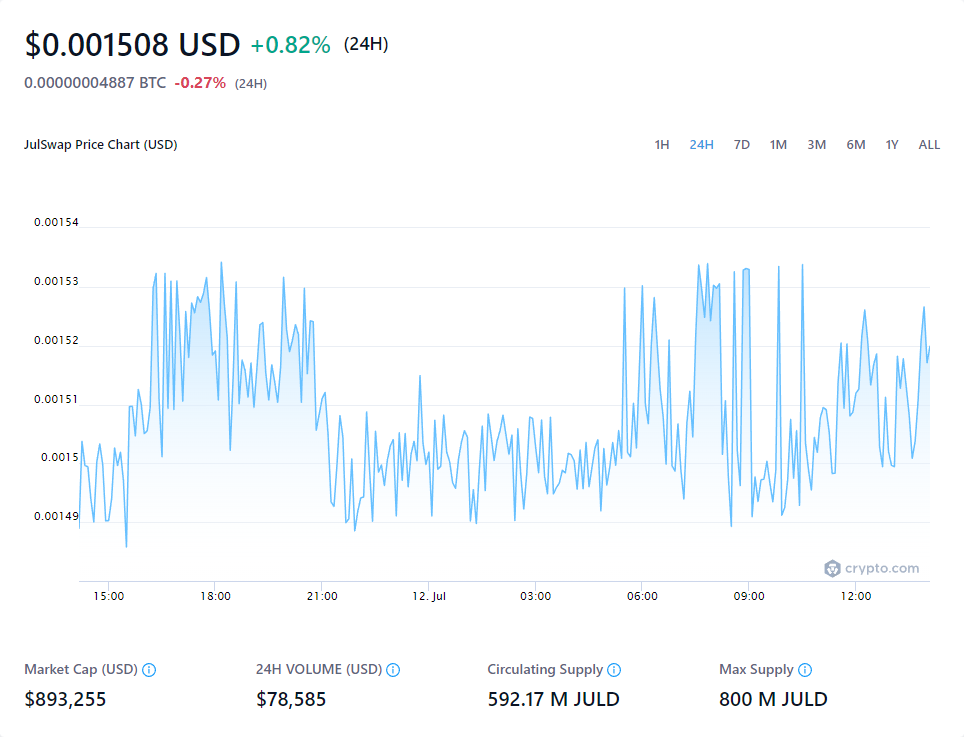 $0.001508 USD +0.82% (24H)
0.00000004887 BTC -0.27% (24H)
JulSwap Price Chart (USD) 1H 24H 7D 1M 3M 6M 1Y ALL
0.00154
0.00153
0.00152
0.00151
0.0015
0.00149
crypto.com
15:00 18:00 21:00 12. Jul 03:00 06:00 09:00 12:00
Market Cap (USD) 24H VOLUME (USD) Circulating Supply Max Supply
$893,255 $78,585 592.17 M JULD 800 M JULD